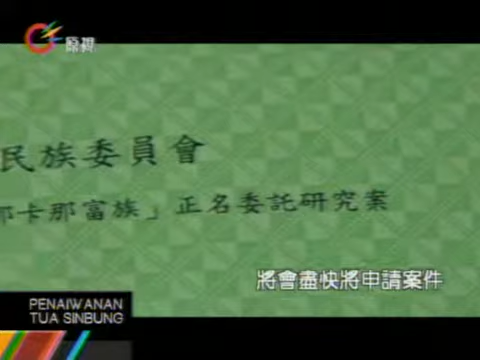 原視
民族委員會
那卡那富族」正名委託研究案
將會盡快將申請案件
PENAIWANAN
TUA SINBUNG